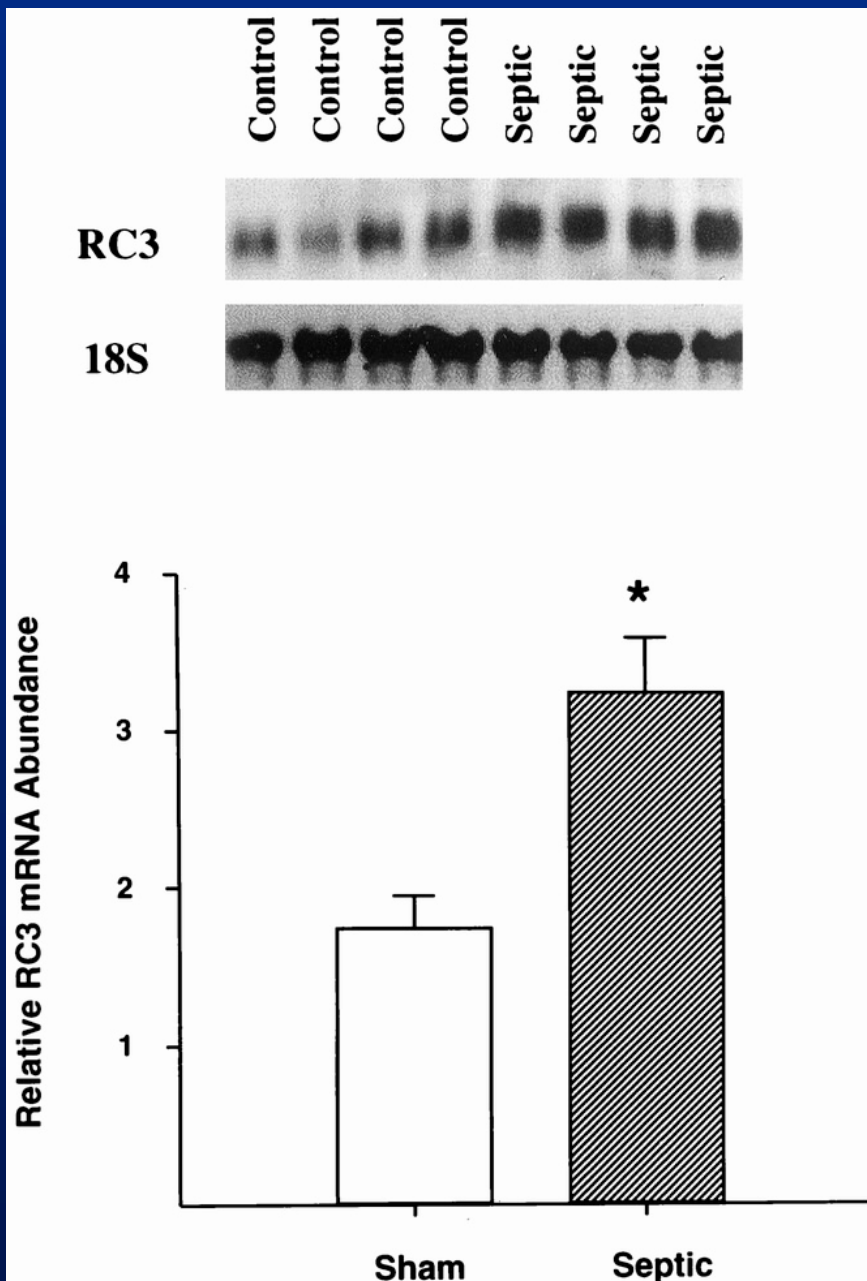 Control Control Control Control Septic Septic Septic Septic
RC3
18S
4
*
3
2
1
Relative RC3 mRNA Abundance
Sham Septic